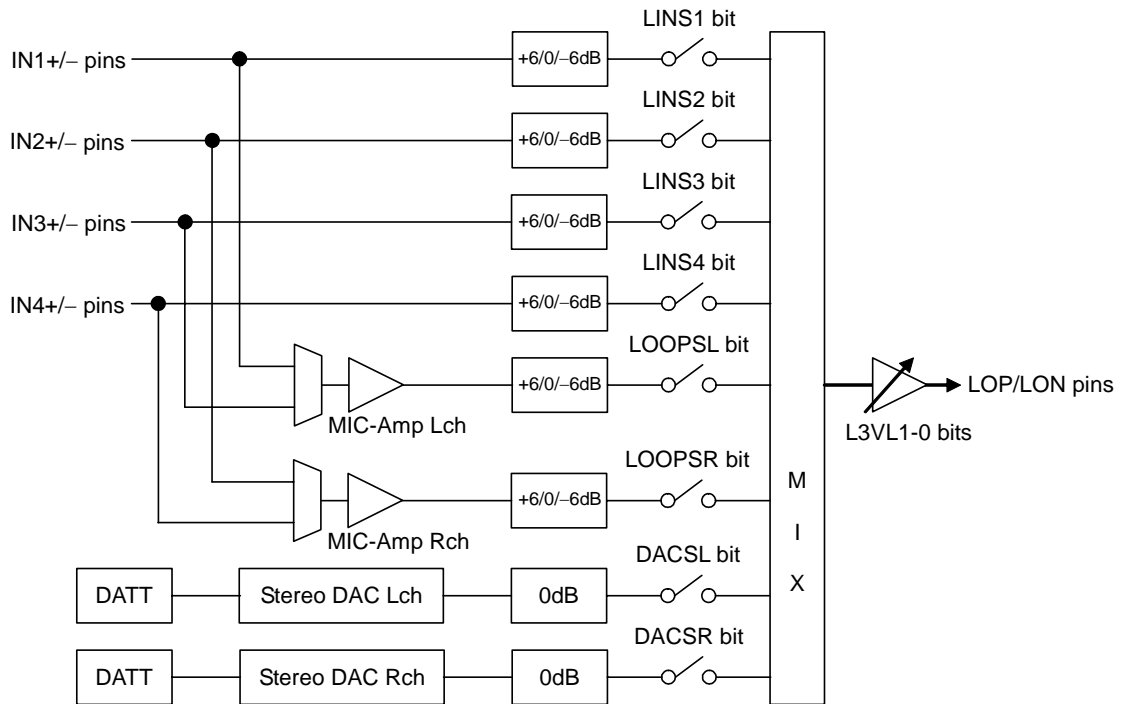 LINS1 bit
IN1+/− pins
+6/0/−6dB
LINS2 bit
IN2+/− pins
+6/0/−6dB
LINS3 bit
IN3+/− pins
+6/0/−6dB
LINS4 bit
IN4+/− pins
+6/0/−6dB
LOOPSL bit
+6/0/−6dB
LOP/LON pins
MIC-Amp Lch
L3VL1-0 bits
LOOPSR bit
+6/0/−6dB
M
I
X
MIC-Amp Rch
DACSL bit
DATT
Stereo DAC Lch
0dB
DACSR bit
DATT
Stereo DAC Rch
0dB